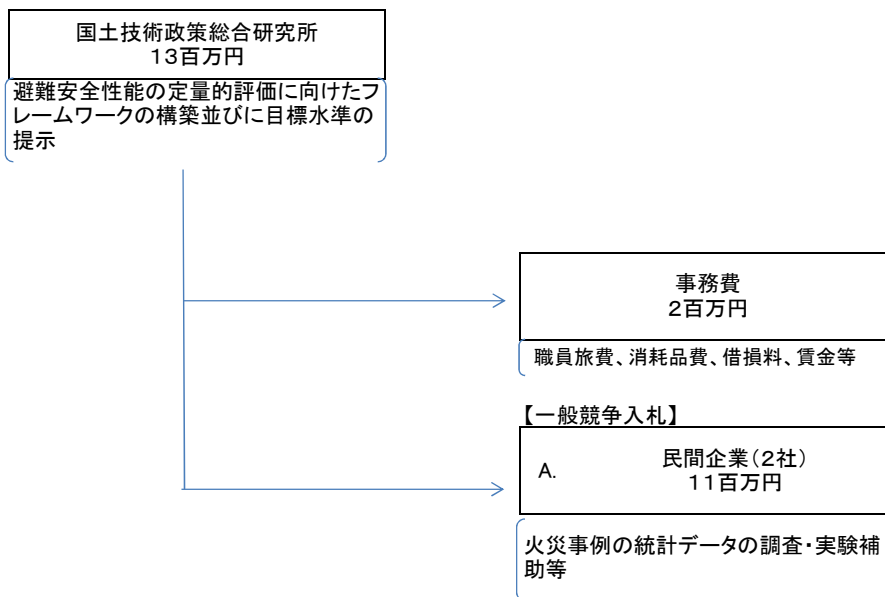 国土技術政策総合研究所
13百万円
避難安全性能の定量的評価に向けたフ
レームワークの構築並びに目標水準の
提示
事務費
2百万円
職員旅費、消耗品費、借損料、賃金等
【一般競争入札】
A. 民間企業（2社）
11百万円
火災事例の統計データの調査・実験補
助等